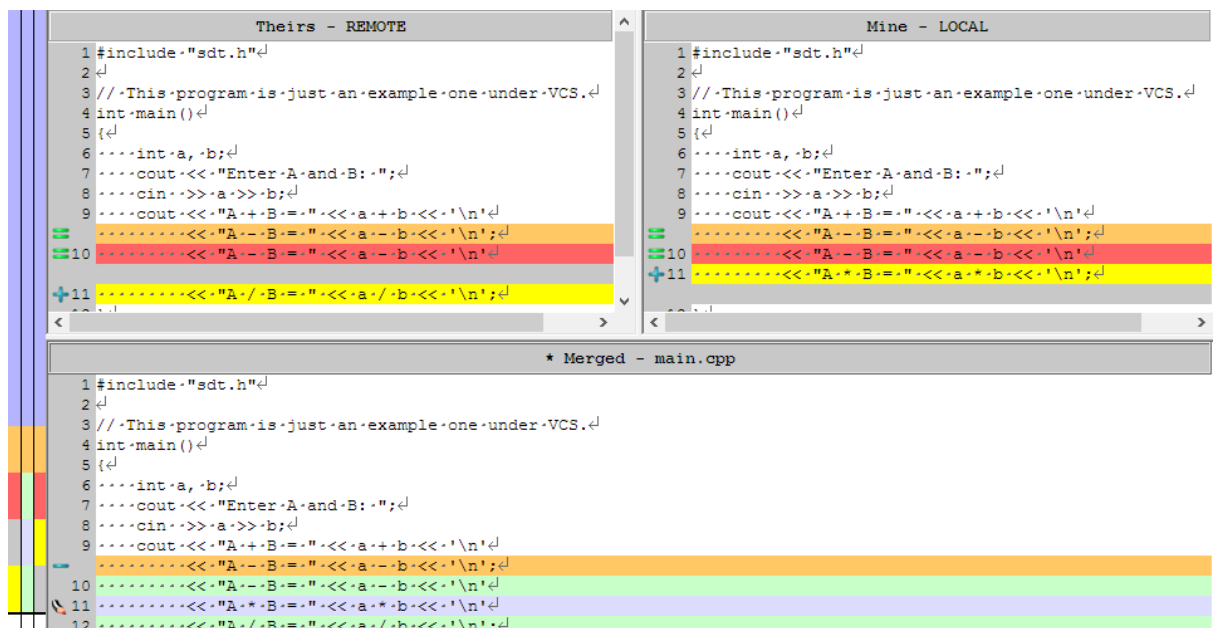 Theirs - REMOTE
1 #include·"sdt.h"↵
2 ↵
3 //·This·program·is·just·an·example·one·under·VCS.↵
4 int·main()↵
5 {↵
6 ····int·a,·b;↵
7 ····cout·<<·"Enter·A·and·B:·";↵
8 ····cin··>>·a·>>·b;↵
9 ····cout·<<·"A·+·B·=·"·<<·a·+·b·<<·'\n'↵
·········<<·"A·-·B·=·"·<<·a·-·b·<<·'\n';↵
10 ·········<<·"A·-·B·=·"·<<·a·-·b·<<·'\n'↵
11 ·········<<·"A·/·B·=·"·<<·a·/·b·<<·'\n';↵
Mine - LOCAL
1 #include·"sdt.h"↵
2 ↵
3 //·This·program·is·just·an·example·one·under·VCS.↵
4 int·main()↵
5 {↵
6 ····int·a,·b;↵
7 ····cout·<<·"Enter·A·and·B:·";↵
8 ····cin··>>·a·>>·b;↵
9 ····cout·<<·"A·+·B·=·"·<<·a·+·b·<<·'\n'↵
·········<<·"A·-·B·=·"·<<·a·-·b·<<·'\n';↵
10 ·········<<·"A·-·B·=·"·<<·a·-·b·<<·'\n'↵
11 ·········<<·"A·*·B·=·"·<<·a·*·b·<<·'\n';↵
* Merged - main.cpp
1 #include·"sdt.h"↵
2 ↵
3 //·This·program·is·just·an·example·one·under·VCS.↵
4 int·main()↵
5 {↵
6 ····int·a,·b;↵
7 ····cout·<<·"Enter·A·and·B:·";↵
8 ····cin··>>·a·>>·b;↵
9 ····cout·<<·"A·+·B·=·"·<<·a·+·b·<<·'\n'↵
·········<<·"A·-·B·=·"·<<·a·-·b·<<·'\n';↵
10 ·········<<·"A·-·B·=·"·<<·a·-·b·<<·'\n'↵
11 ·········<<·"A·*·B·=·"·<<·a·*·b·<<·'\n'↵
12 ·········<<·"A·/·B·=·"·<<·a·/·b·<<·'\n';↵